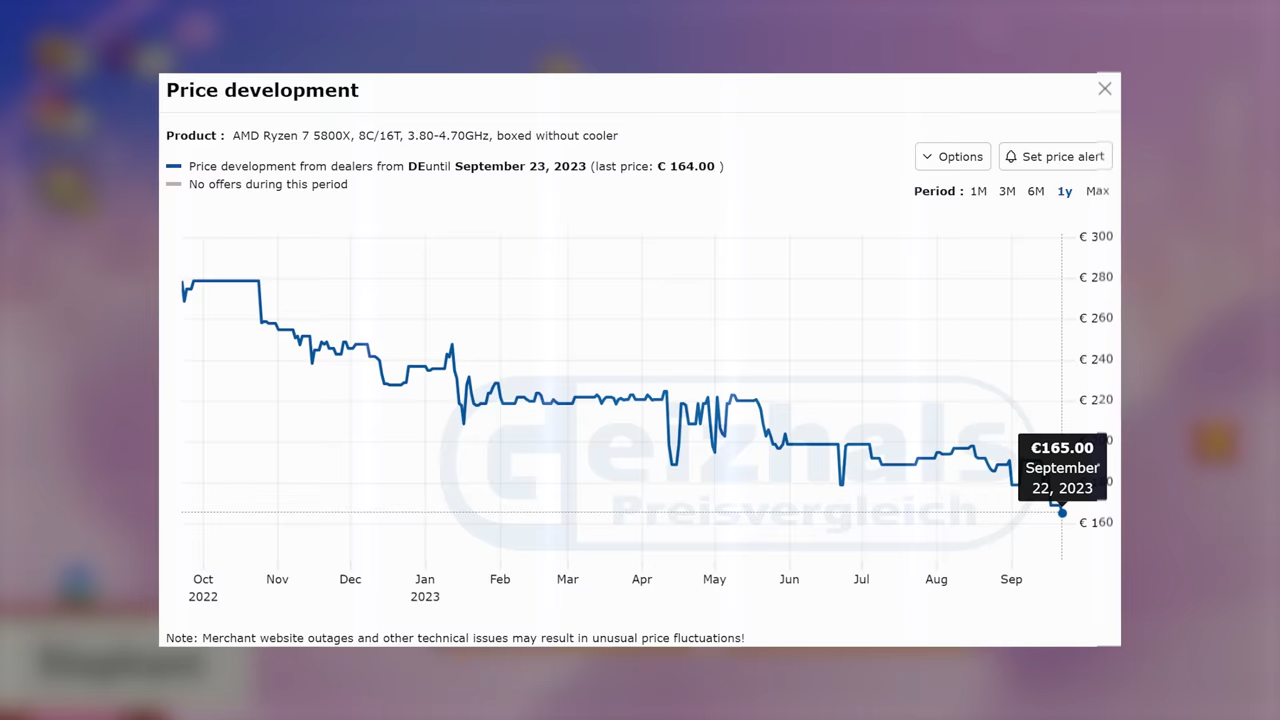 Price development
Product : AMD Ryzen 7 5800X, 8C/16T, 3.80-4.70GHz, boxed without cooler
Price development from dealers from DEuntil September 23, 2023 (last price: € 164.00 )
No offers during this period
Options
Set price alert
Period : 1M 3M 6M 1y Max
€ 300
€ 280
€ 260
€ 240
€ 220
€ 160
€165.00
September
22, 2023
Geizhals
Preisvergleich
Oct Nov Dec Jan Feb Mar Apr May Jun Jul Aug Sep
2022 2023
Note: Merchant website outages and other technical issues may result in unusual price fluctuations!